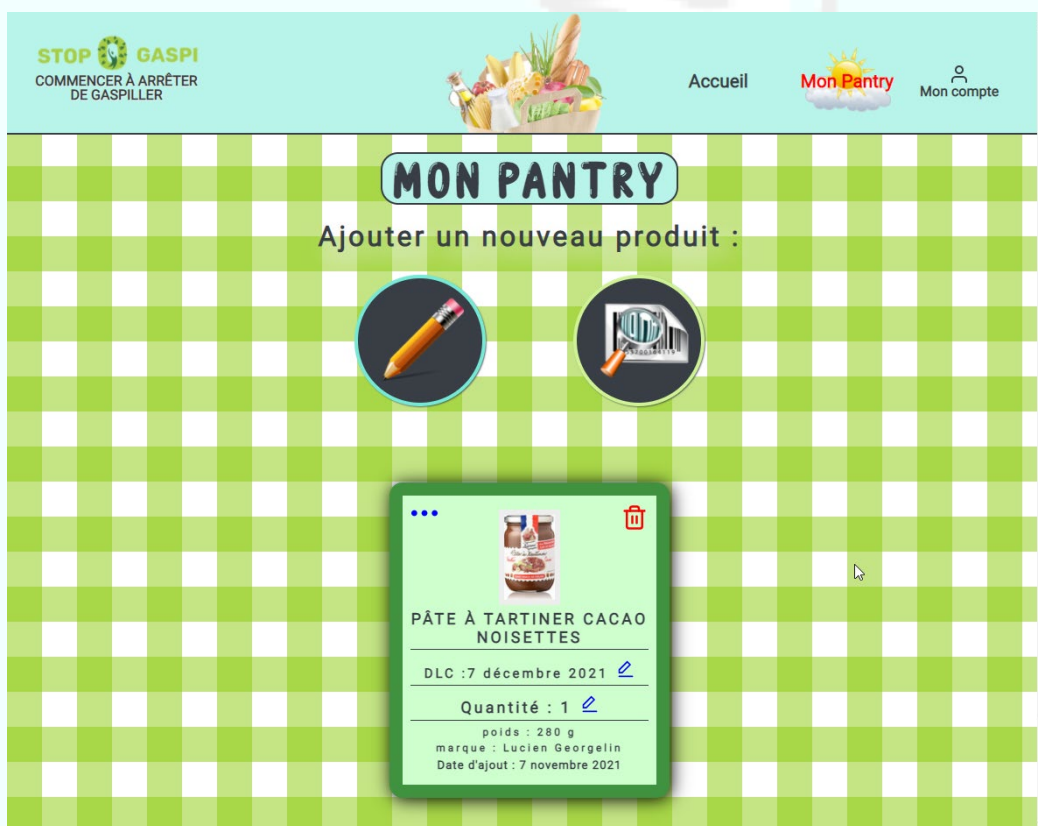 STOP GASPI
COMMENCER À ARRÊTER
DE GASPILLER
Accueil
Mon Pantry
Mon compte
MON PANTRY
Ajouter un nouveau produit :
PÂTE À TARTINER CACAO
NOISETTES
DLC :7 décembre 2021
Quantité : 1
poids : 280 g
marque : Lucien Georgelin
Date d'ajout : 7 novembre 2021